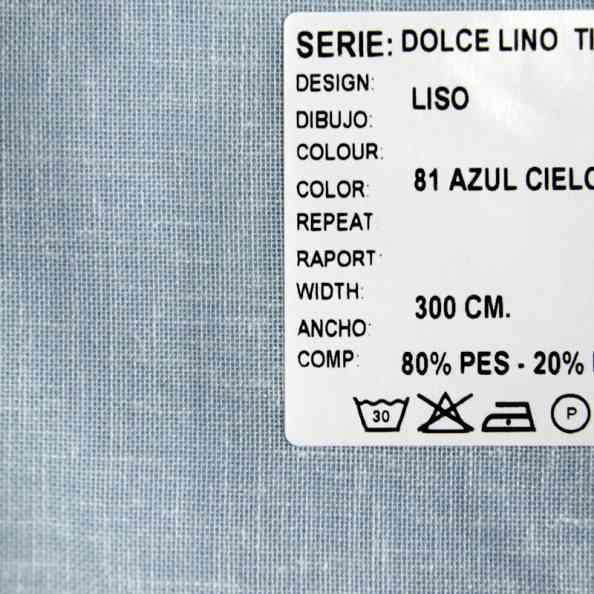 SERIE: DOLCE LINO
DESIGN:
LISO
DIBUJO:
COLOUR:
COLOR: 81 AZUL
REPEAT
RAPORT
WIDTH:
300 CM.
ANCHO:
COMP: 80% PES - 20%
30 P